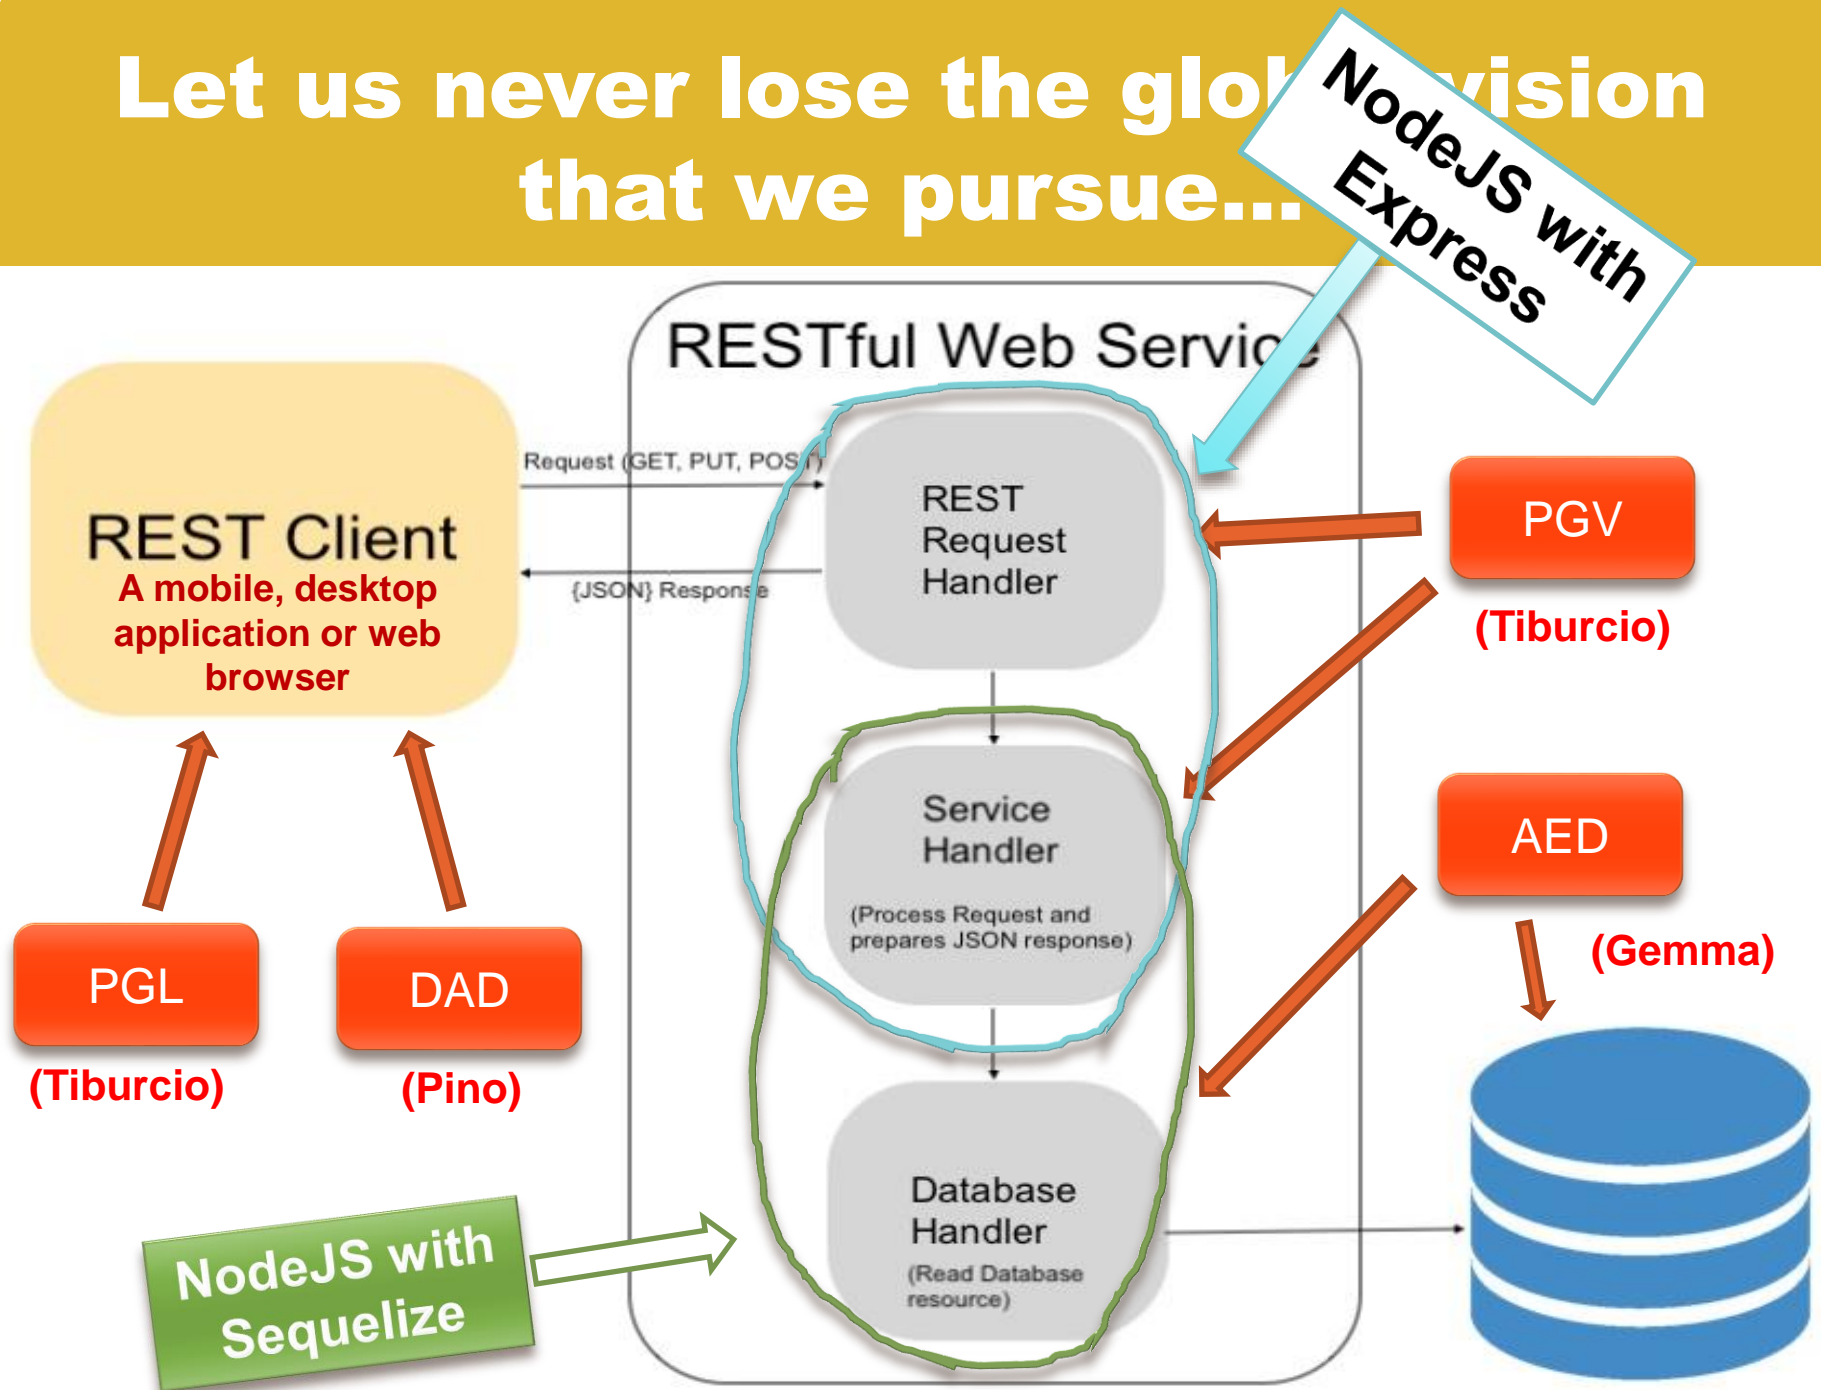 Let us never lose the glob vision
that we pursue...
NodeJS with
Express
RESTful Web Service
Request (GET, PUT, POST)
REST Client
A mobile, desktop
application or web
browser
{JSON} Response
REST
Request
Handler
PGV
(Tiburcio)
Service
Handler
(Process Request and
prepares JSON response)
AED
(Gemma)
PGL
(Tiburcio)
DAD
(Pino)
Database
Handler
(Read Database
resource)
NodeJS with
Sequelize